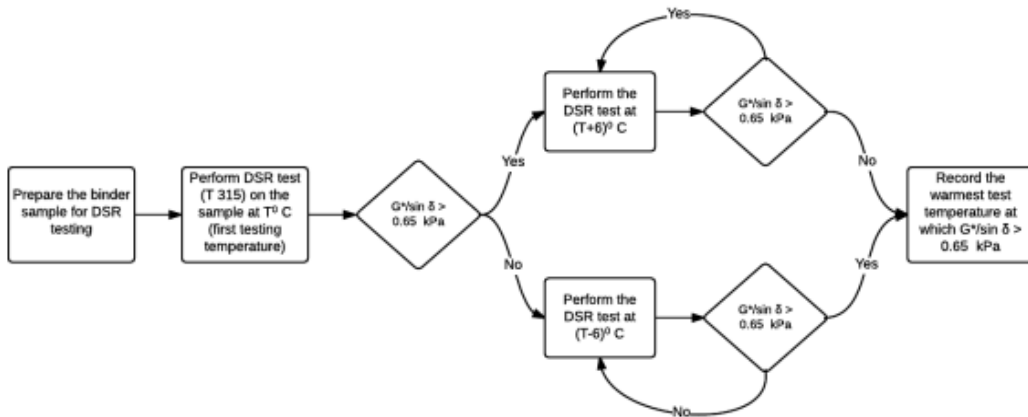 Prepare the binder
sample for DSR
testing
Perform DSR test
(T 315) on the
sample at T⁰ C
(first testing
temperature)
G*/sin δ >
0.65 kPa
Yes
No
Perform the
DSR test at
(T+6)⁰ C
G*/sin δ >
0.65 kPa
Yes
No
Perform the
DSR test at
(T-6)⁰ C
G*/sin δ >
0.65 kPa
Yes
No
Record the
warmest test
temperature at
which G*/sin δ >
0.65 kPa